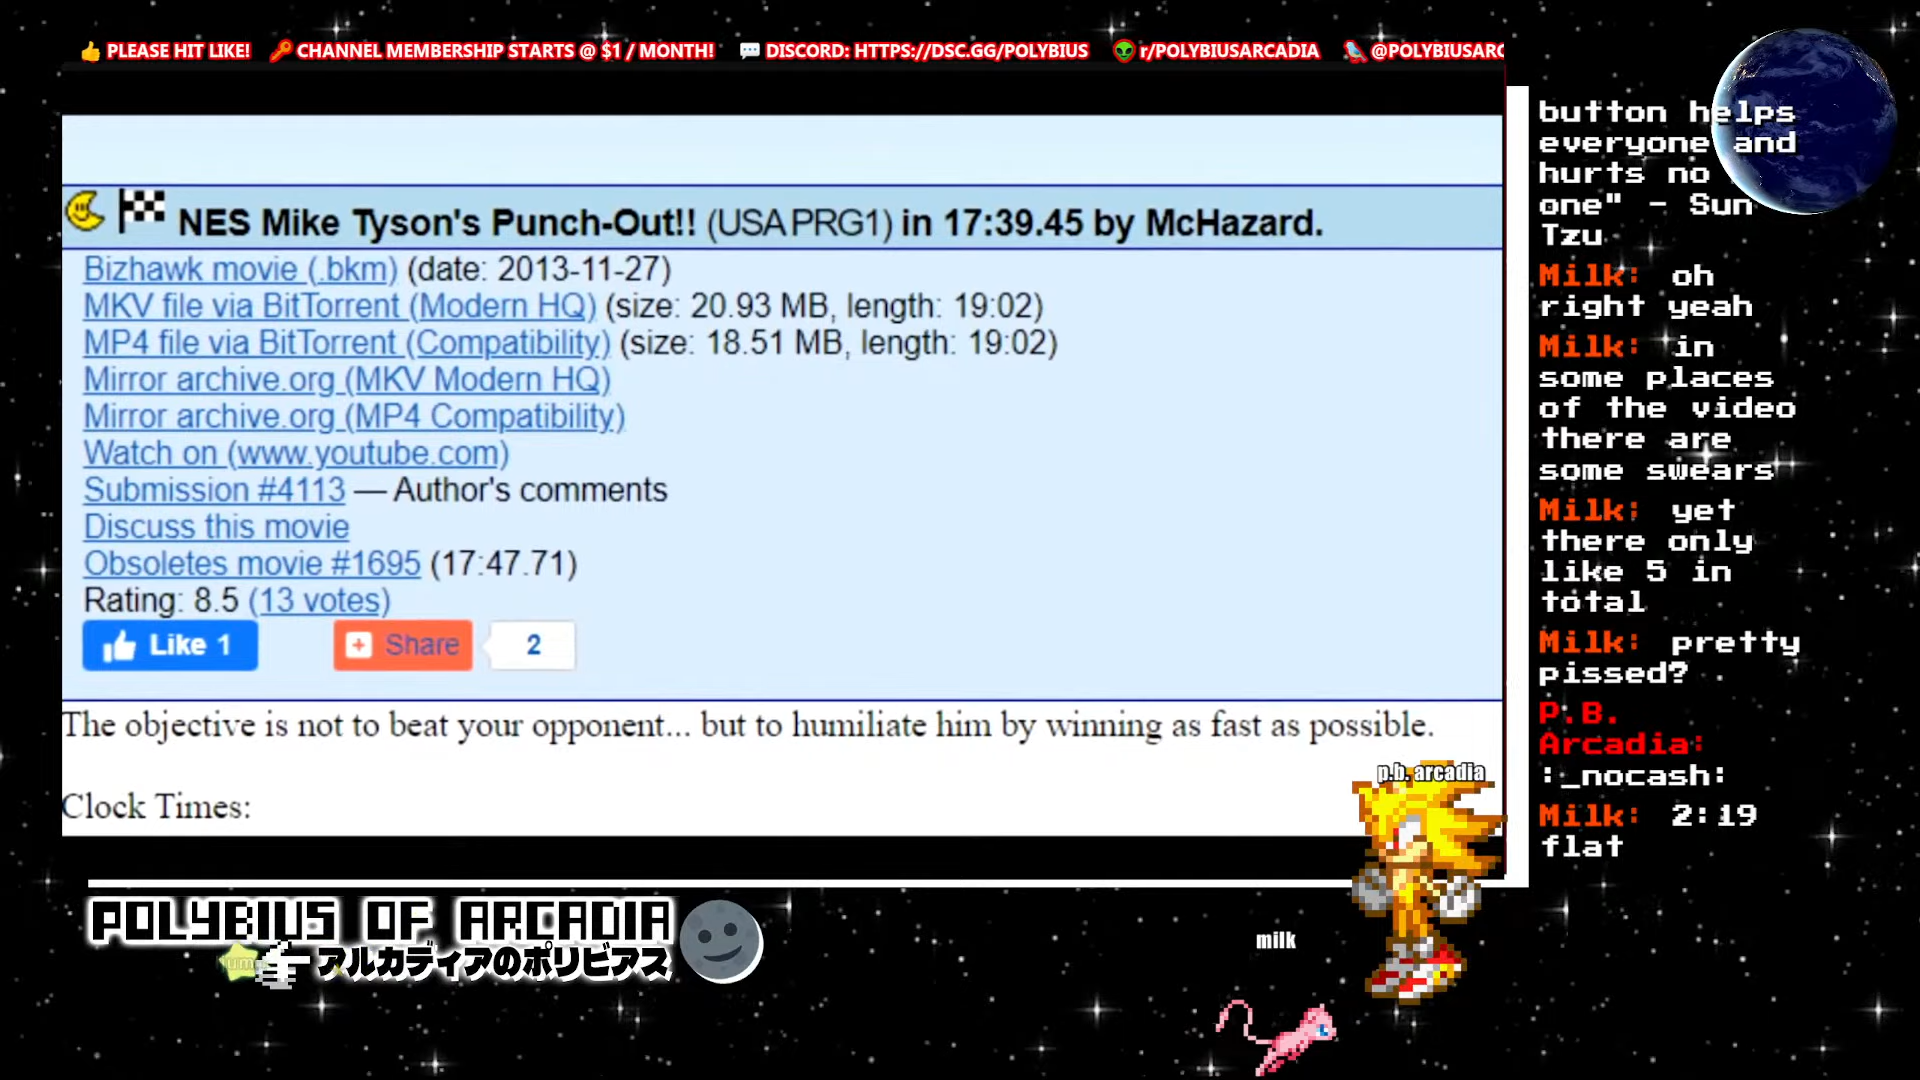 👍 PLEASE HIT LIKE! 🔑 CHANNEL MEMBERSHIP STARTS @ $1 / MONTH! 💬 DISCORD: HTTPS://DSC.GG/POLYBIUS 👽 r/POLYBIUSARCADIA 🐦 @POLYBIUSARC
NES Mike Tyson's Punch-Out!! (USA PRG1) in 17:39.45 by McHazard.
Bizhawk movie (.bkm) (date: 2013-11-27)
MKV file via BitTorrent (Modern HQ) (size: 20.93 MB, length: 19:02)
MP4 file via BitTorrent (Compatibility) (size: 18.51 MB, length: 19:02)
Mirror archive.org (MKV Modern HQ)
Mirror archive.org (MP4 Compatibility)
Watch on (www.youtube.com)
Submission #4113 — Author's comments
Discuss this movie
Obsoletes movie #1695 (17:47.71)
Rating: 8.5 (13 votes)
Like 1 Share 2
The objective is not to beat your opponent... but to humiliate him by winning as fast as possible.
Clock Times:
button helps
everyone and
hurts no
one" - Sun
Tzu
Milk: oh
right yeah
Milk: in
some places
of the video
there are
some swears
Milk: yet
there only
like 5 in
total
Milk: pretty
pissed?
P.B.
Arcadia:
:_nocash:
Milk: 2:19
flat
p.b. arcadia
milk
POLYBIUS OF ARCADIA
アルカディアのポリビアス